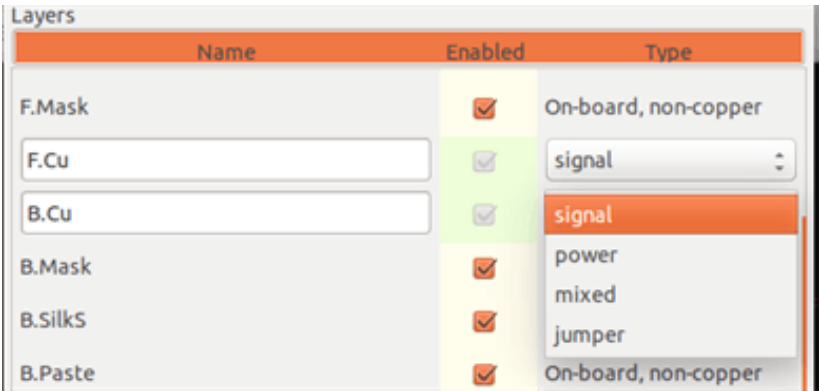 Layers
Name Enabled Type
F.Mask On-board, non-copper
F.Cu signal
B.Cu signal
power
B.Mask mixed
B.SilkS jumper
B.Paste On-board, non-copper